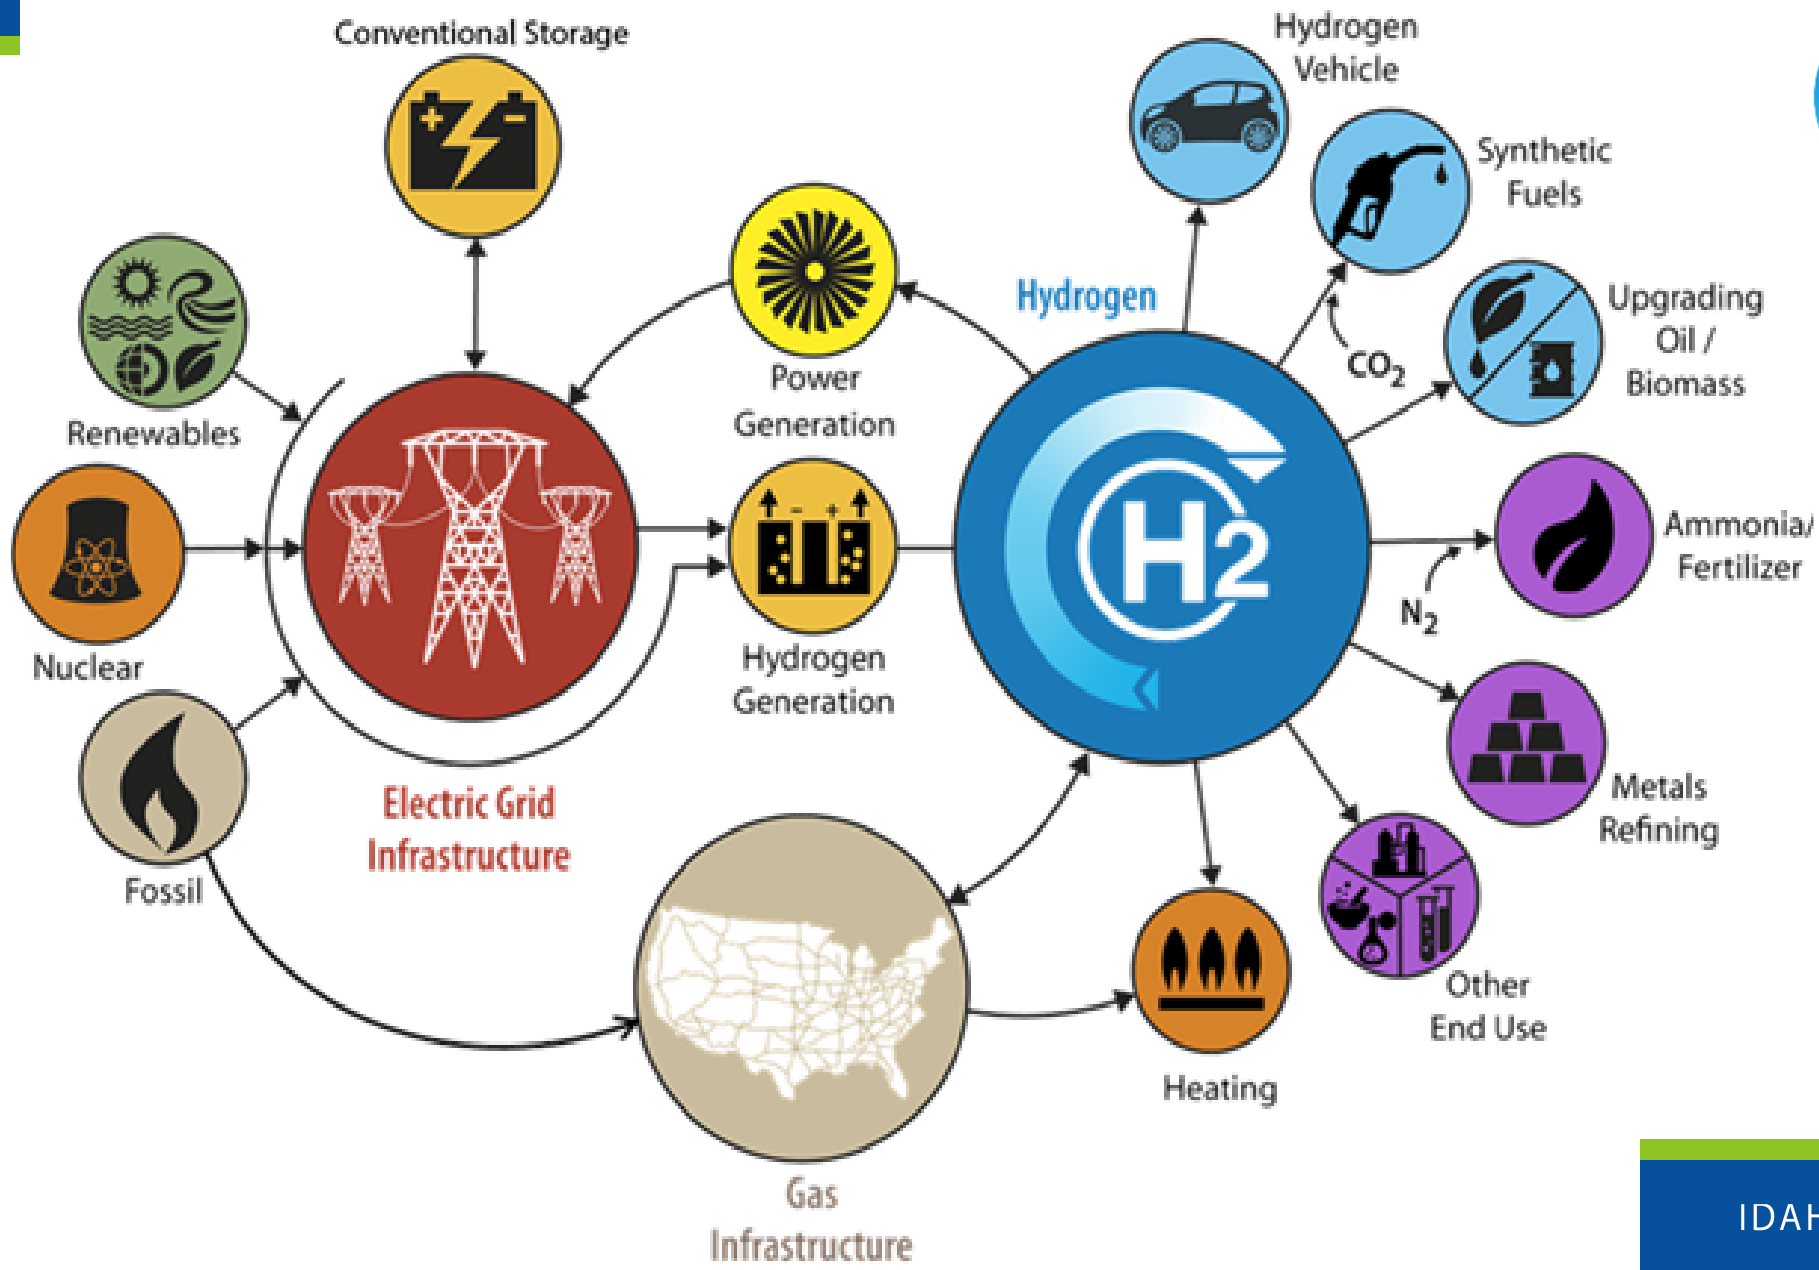 Conventional Storage
Hydrogen
Vehicle
Synthetic
Fuels
Hydrogen
Upgrading
Oil /
Biomass
CO2
Power
Generation
Renewables
+ -
H2
Ammonia/
Fertilizer
- +
N2
Nuclear
Hydrogen
Generation
Electric Grid
Infrastructure
Metals
Refining
Fossil
Other
End Use
Heating
Gas
Infrastructure
IDAH